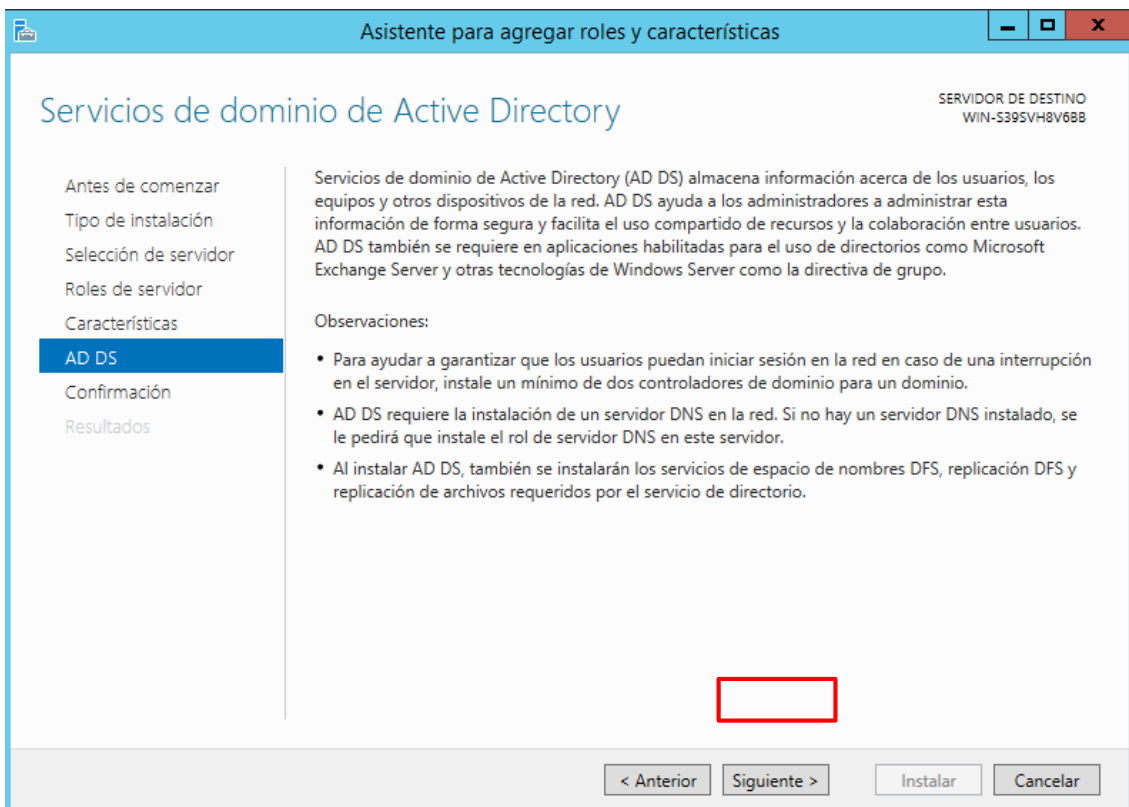 Asistente para agregar roles y características
Servicios de dominio de Active Directory
SERVIDOR DE DESTINO
WIN-S39SVH8V6BB
Antes de comenzar
Tipo de instalación
Selección de servidor
Roles de servidor
Características
AD DS
Confirmación
Resultados
Servicios de dominio de Active Directory (AD DS) almacena información acerca de los usuarios, los
equipos y otros dispositivos de la red. AD DS ayuda a los administradores a administrar esta
información de forma segura y facilita el uso compartido de recursos y la colaboración entre usuarios.
AD DS también se requiere en aplicaciones habilitadas para el uso de directorios como Microsoft
Exchange Server y otras tecnologías de Windows Server como la directiva de grupo.
Observaciones:
• Para ayudar a garantizar que los usuarios puedan iniciar sesión en la red en caso de una interrupción
en el servidor, instale un mínimo de dos controladores de dominio para un dominio.
• AD DS requiere la instalación de un servidor DNS en la red. Si no hay un servidor DNS instalado, se
le pedirá que instale el rol de servidor DNS en este servidor.
• Al instalar AD DS, también se instalarán los servicios de espacio de nombres DFS, replicación DFS y
replicación de archivos requeridos por el servicio de directorio.
< Anterior
Siguiente >
Instalar
Cancelar